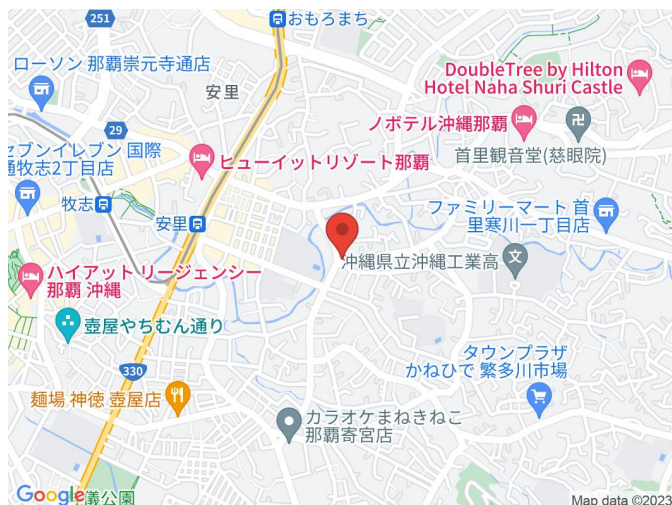 251
おもろまち
ローソン 那覇崇元寺通店
安里
DoubleTree by Hilton
Hotel Naha Shuri Castle
29
ノボテル沖縄那覇
セブンイレブン 国際
通牧志2丁目店
ヒューイットリゾート那覇
首里観音堂(慈眼院)
牧志
安里
ファミリーマート 首
里寒川一丁目店
ハイアット リージェンシー
那覇 沖縄
沖縄県立沖縄工業高
文
壺屋やちむん通り
330
タウンプラザ
かねひで 繁多川市場
麺場 神徳 壺屋店
カラオケまねきねこ
那覇寄宮店
Google
儀公園
Map data ©2023